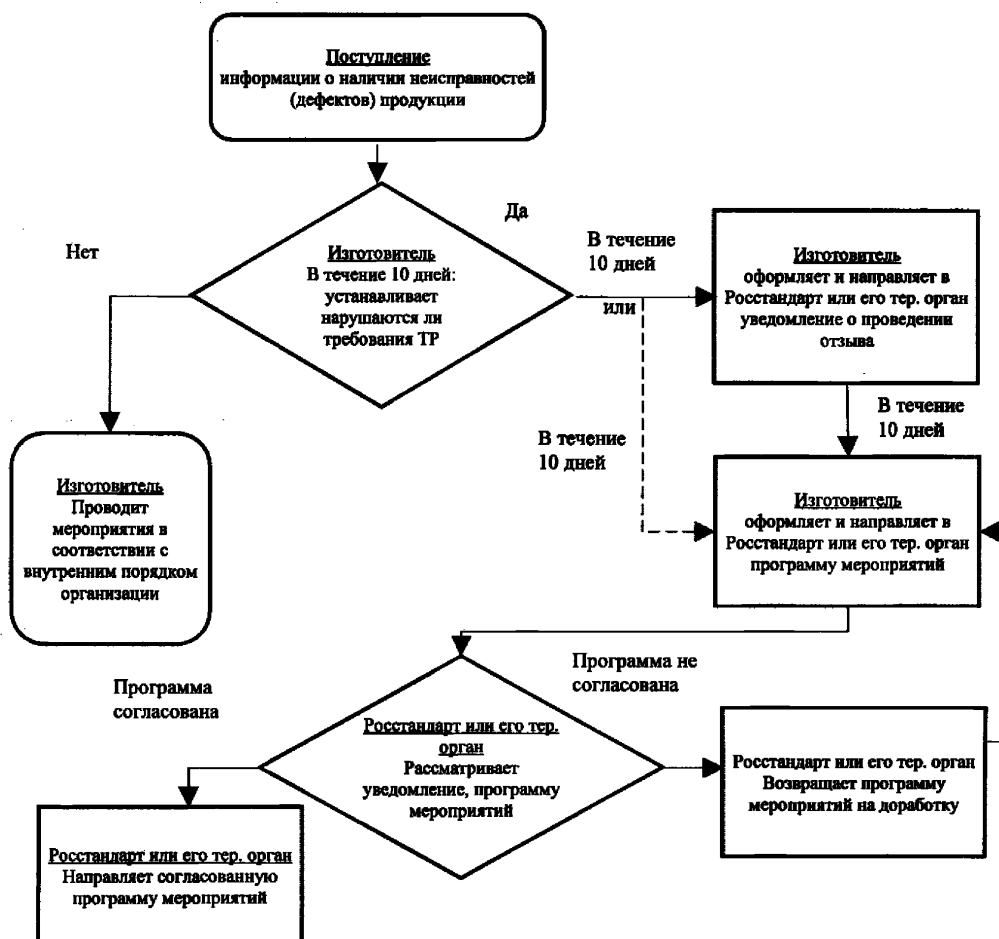 Поступление
информации о наличии неисправностей
(дефектов) продукции
Да
Нет
Изготовитель
В течение 10 дней:
устанавливает
нарушаются ли
требования ТР
В течение
10 дней
или
Изготовитель
оформляет и направляет в
Росстандарт или его тер. орган
уведомление о проведении
отзыва
В течение
10 дней
В течение
10 дней
Изготовитель
Проводит
мероприятия в
соответствии с
внутренним порядком
организации
Изготовитель
оформляет и направляет в
Росстандарт или его тер. орган
программу мероприятий
Программа
согласована
Программа не
согласована
Росстандарт или его тер.
орган
Рассматривает
уведомление, программу
мероприятий
Росстандарт или его тер. орган
Возвращает программу
мероприятий на доработку
Росстандарт или его тер. орган
Направляет согласованную
программу мероприятий